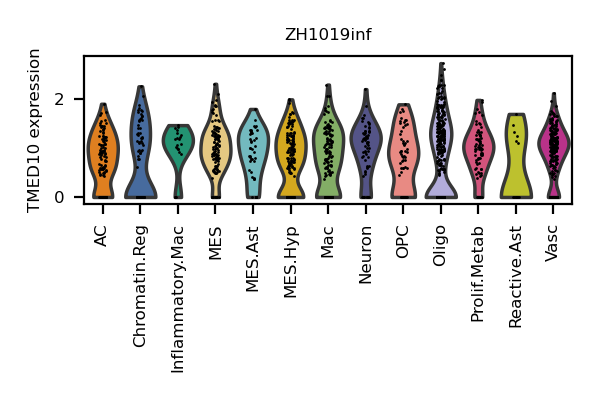 ZH1019inf
TMED10 expression
2
0
AC
Chromatin.Reg
Inflammatory.Mac
MES
MES.Ast
MES.Hyp
Mac
Neuron
OPC
Oligo
Prolif.Metab
Reactive.Ast
Vasc